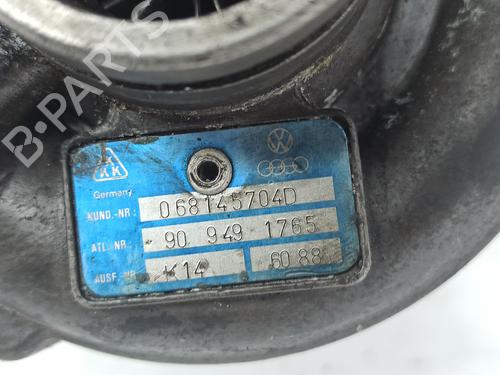 B-PARTS
KK
Germany
KUND.-NR: 068145704D
ATL. NR.: 90 949 1765
AUSF.-NR. K14 6088